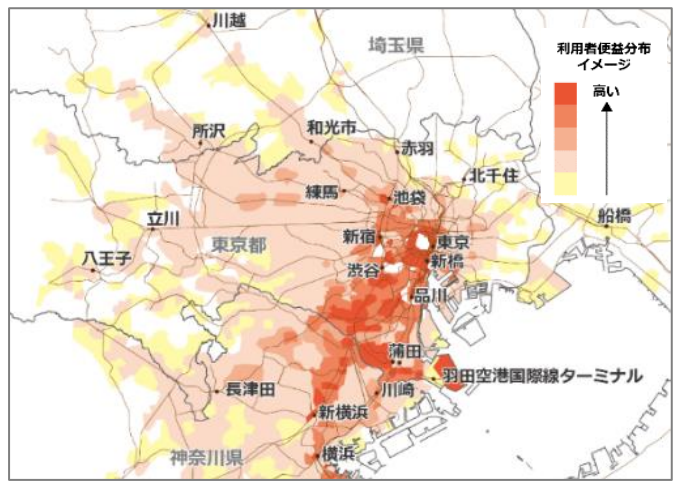 川越
埼玉県
利用者便益分布
イメージ
高い
所沢
和光市
赤羽
北千住
練馬
池袋
船橋
立川
新宿
東京
東京都
八王子
渋谷
新橋
品川
蒲田
羽田空港国際線ターミナル
長津田
川崎
新横浜
横浜
神奈川県